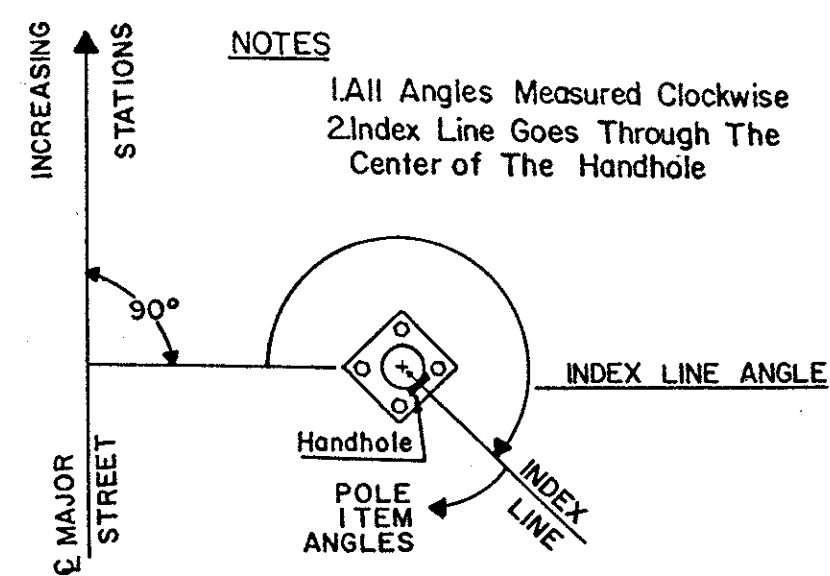 INCREASING
STATIONS
NOTES
1.All Angles Measured Clockwise
2.Index Line Goes Through The
Center of The Handhole
90°
INDEX LINE ANGLE
Handhole
POLE
ITEM
ANGLES
INDEX
LINE
℄ MAJOR
STREET